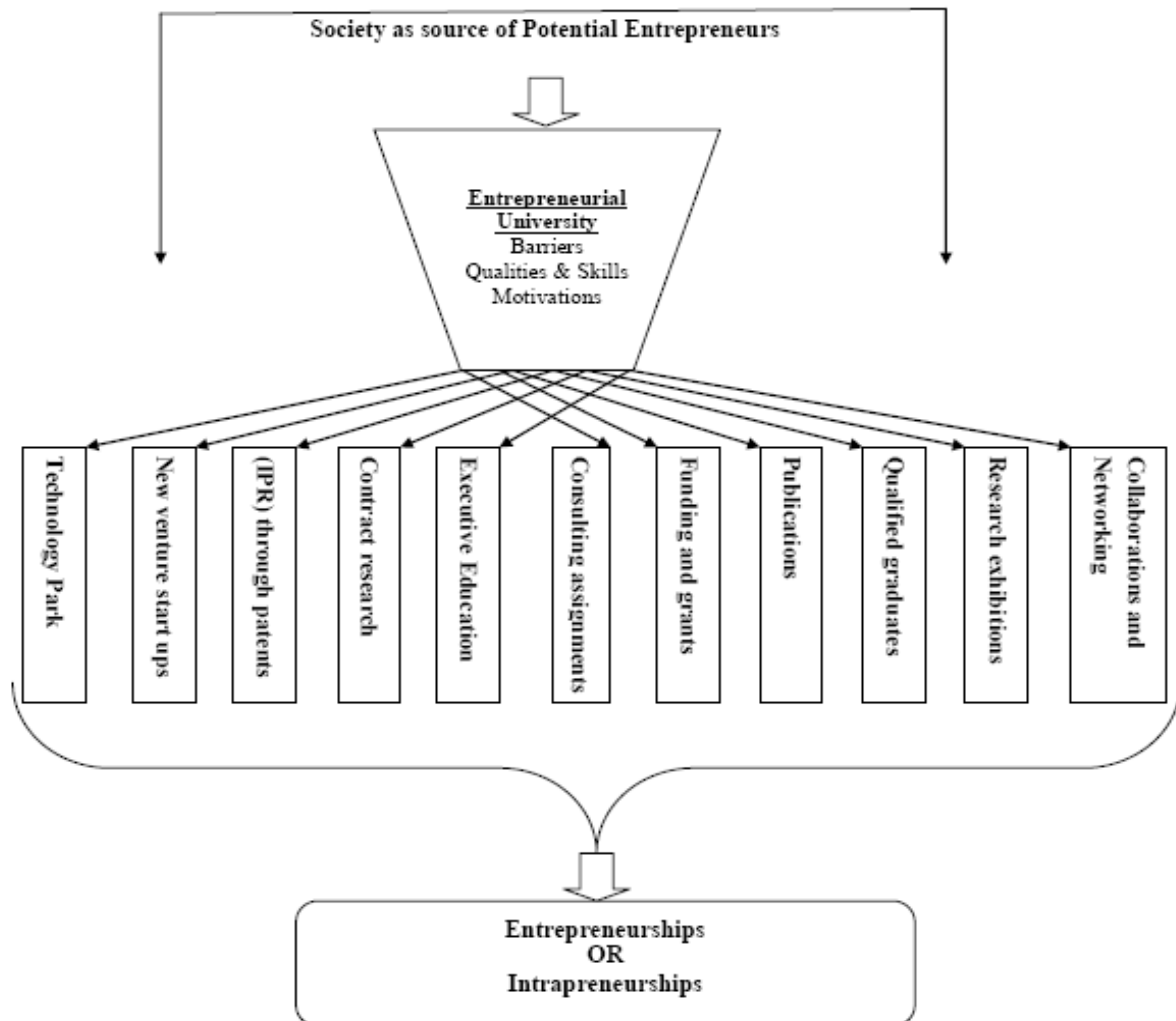 Society as source of Potential Entrepreneurs
Entrepreneurial
University
Barriers
Qualities & Skills
Motivations
Technology Park
New venture start ups
(IPR) through patents
Contract research
Executive Education
Consulting assignments
Funding and grants
Publications
Qualified graduates
Research exhibitions
Collaborations and
Networking
Entrepreneurships
OR
Intrapreneurships